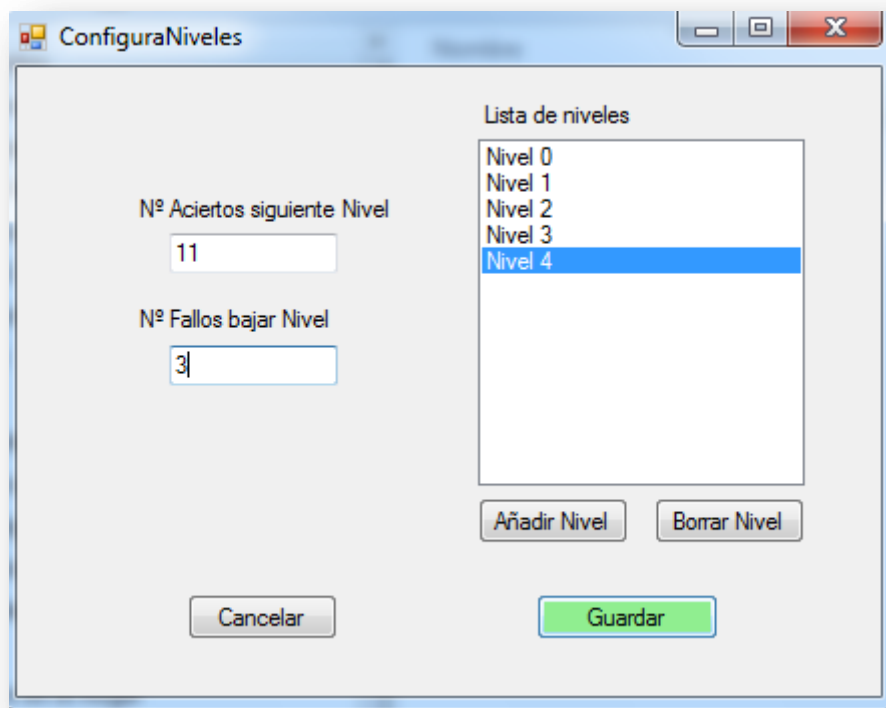 ConfiguraNiveles
Lista de niveles
Nivel 0
Nivel 1
Nivel 2
Nivel 3
Nivel 4
Nº Aciertos siguiente Nivel
11
Nº Fallos bajar Nivel
3
Añadir Nivel
Borrar Nivel
Cancelar
Guardar